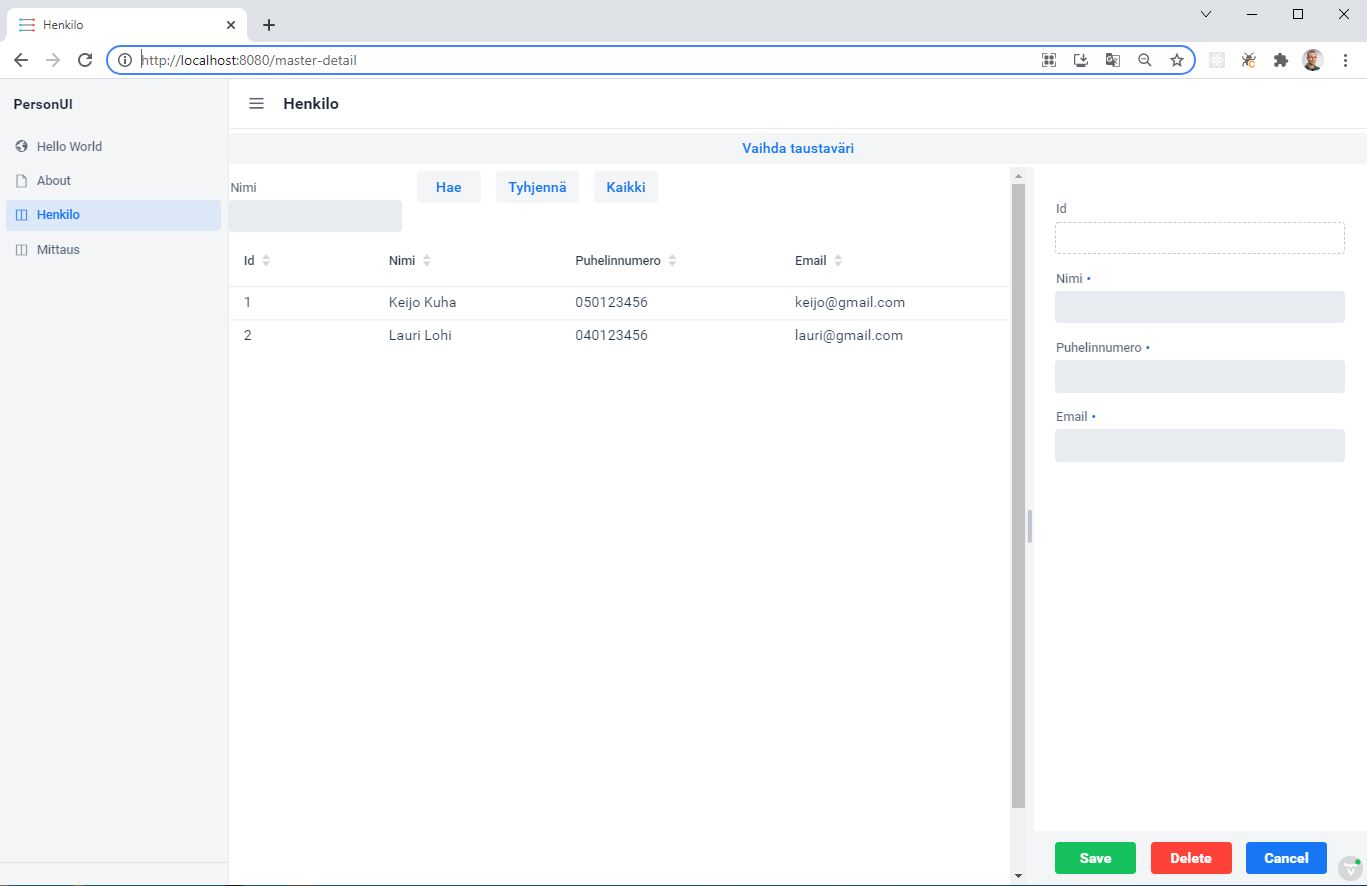 Henkilo
http://localhost:8080/master-detail
PersonUI
Hello World
About
Henkilo
Mittaus
Henkilo
Vaihda taustaväri
Nimi
Hae Tyhjennä Kaikki
Id Nimi Puhelinnumero Email
1 Keijo Kuha 050123456 keijo@gmail.com
2 Lauri Lohi 040123456 lauri@gmail.com
Id
Nimi •
Puhelinnumero •
Email •
Save Delete Cancel